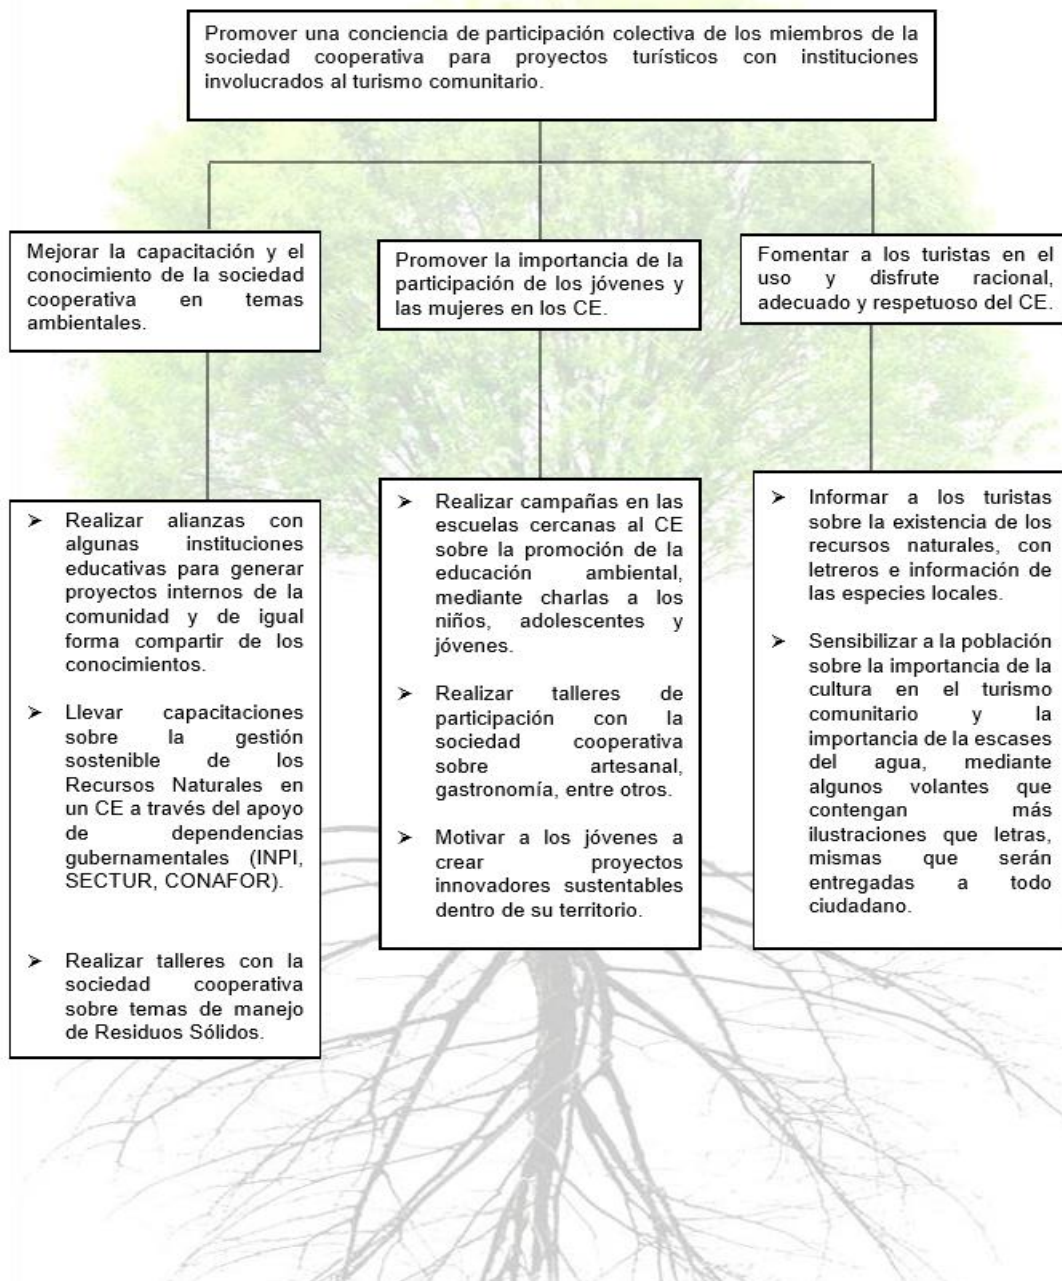 Promover una conciencia de participación colectiva de los miembros de la
sociedad cooperativa para proyectos turísticos con instituciones
involucrados al turismo comunitario.
Mejorar la capacitación y el
conocimiento de la sociedad
cooperativa en temas
ambientales.
Promover la importancia de la
participación de los jóvenes y
las mujeres en los CE.
Fomentar a los turistas en el
uso y disfrute racional,
adecuado y respetuoso del CE.
➤ Realizar alianzas con
algunas instituciones
educativas para generar
proyectos internos de la
comunidad y de igual
forma compartir de los
conocimientos.
➤ Llevar capacitaciones
sobre la gestión
sostenible de los
Recursos Naturales en
un CE a través del apoyo
de dependencias
gubernamentales (INPI,
SECTUR, CONAFOR).
➤ Realizar talleres con la
sociedad cooperativa
sobre temas de manejo
de Residuos Sólidos.
➤ Realizar campañas en las
escuelas cercanas al CE
sobre la promoción de la
educación ambiental,
mediante charlas a los
niños, adolescentes y
jóvenes.
➤ Realizar talleres de
participación con la
sociedad cooperativa
sobre artesanal,
gastronomía, entre otros.
➤ Motivar a los jóvenes a
crear proyectos
innovadores sustentables
dentro de su territorio.
➤ Informar a los turistas
sobre la existencia de los
recursos naturales, con
letreros e información de
las especies locales.
➤ Sensibilizar a la población
sobre la importancia de la
cultura en el turismo
comunitario y la
importancia de la escases
del agua, mediante
algunos volantes que
contengan más
ilustraciones que letras,
mismas que serán
entregadas a todo
ciudadano.